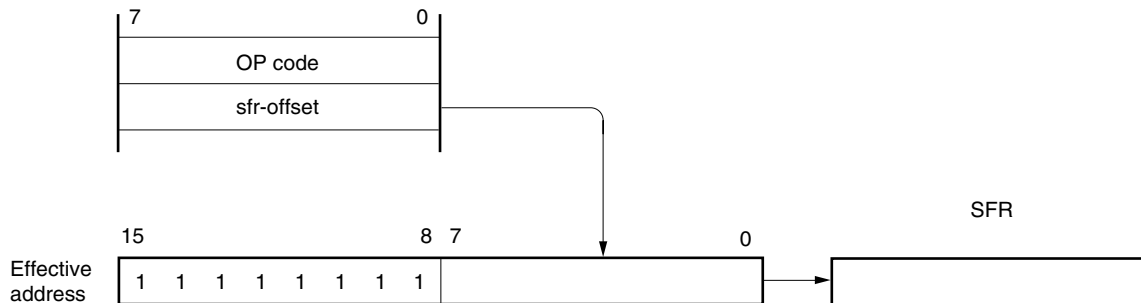 7 0
OP code
sfr-offset
SFR
15 8 7 0
Effective
address
1 1 1 1 1 1 1 1